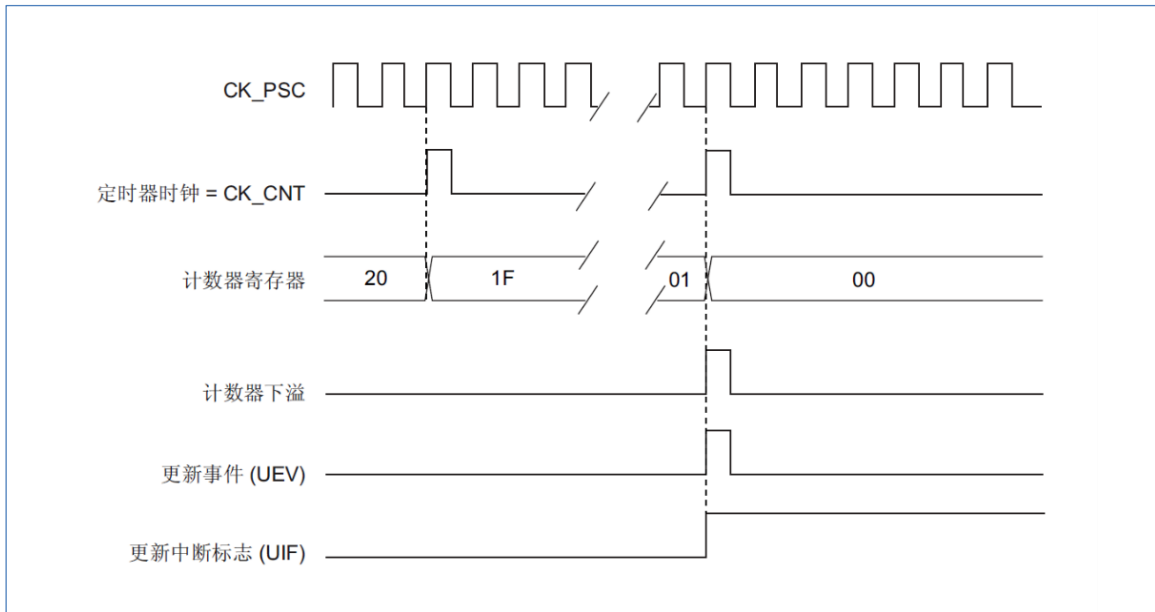 CK_PSC
定时器时钟 = CK_CNT
计数器寄存器 20 1F 01 00
计数器下溢
更新事件 (UEV)
更新中断标志 (UIF)